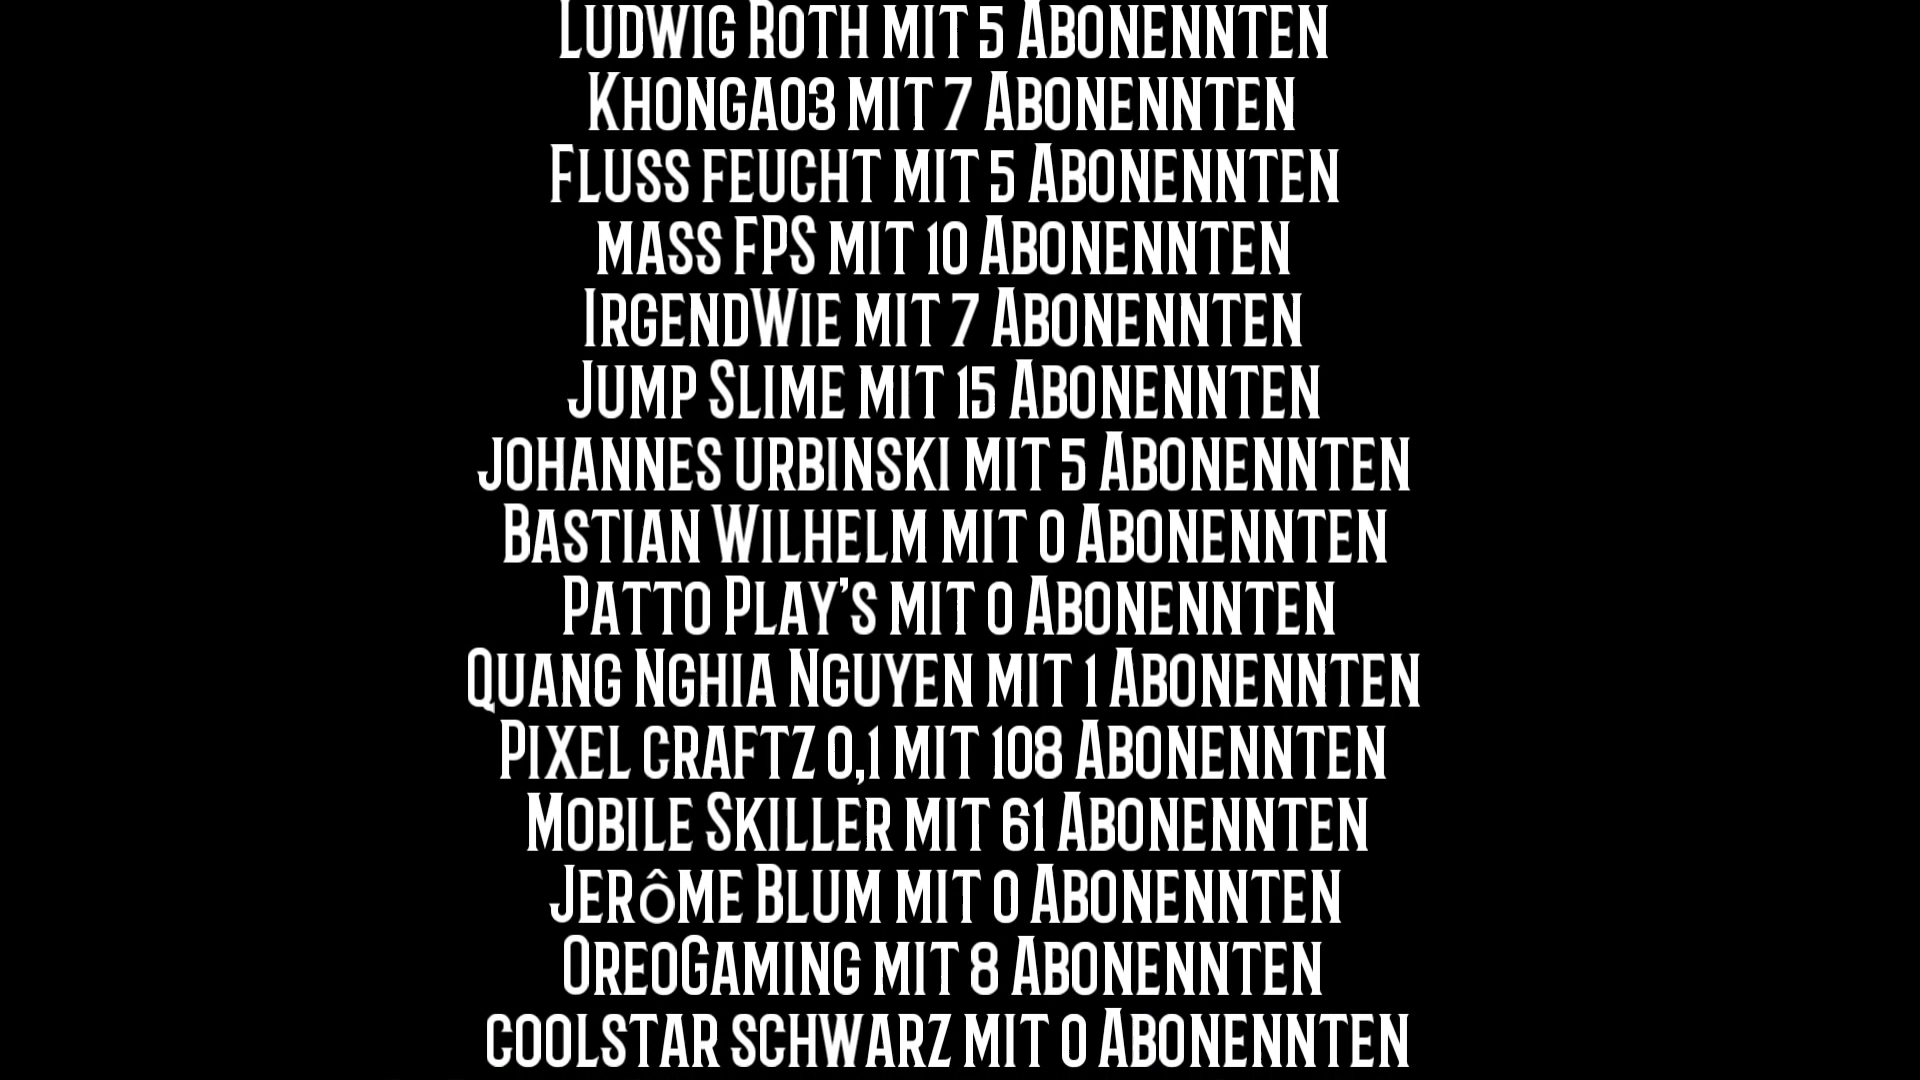 Ludwig Roth mit 5 Abonennten
Khonga03 mit 7 Abonennten
Fluss feucht mit 5 Abonennten
mass FPS mit 10 Abonennten
IrgendWie mit 7 Abonennten
Jump Slime mit 15 Abonennten
johannes urbinski mit 5 Abonennten
Bastian Wilhelm mit 0 Abonennten
Patto Play's mit 0 Abonennten
Quang Nghia Nguyen mit 1 Abonennten
Pixel craftz 0,1 mit 108 Abonennten
Mobile Skiller mit 61 Abonennten
Jerôme Blum mit 0 Abonennten
OreoGaming mit 8 Abonennten
coolstar schwarz mit 0 Abonennten